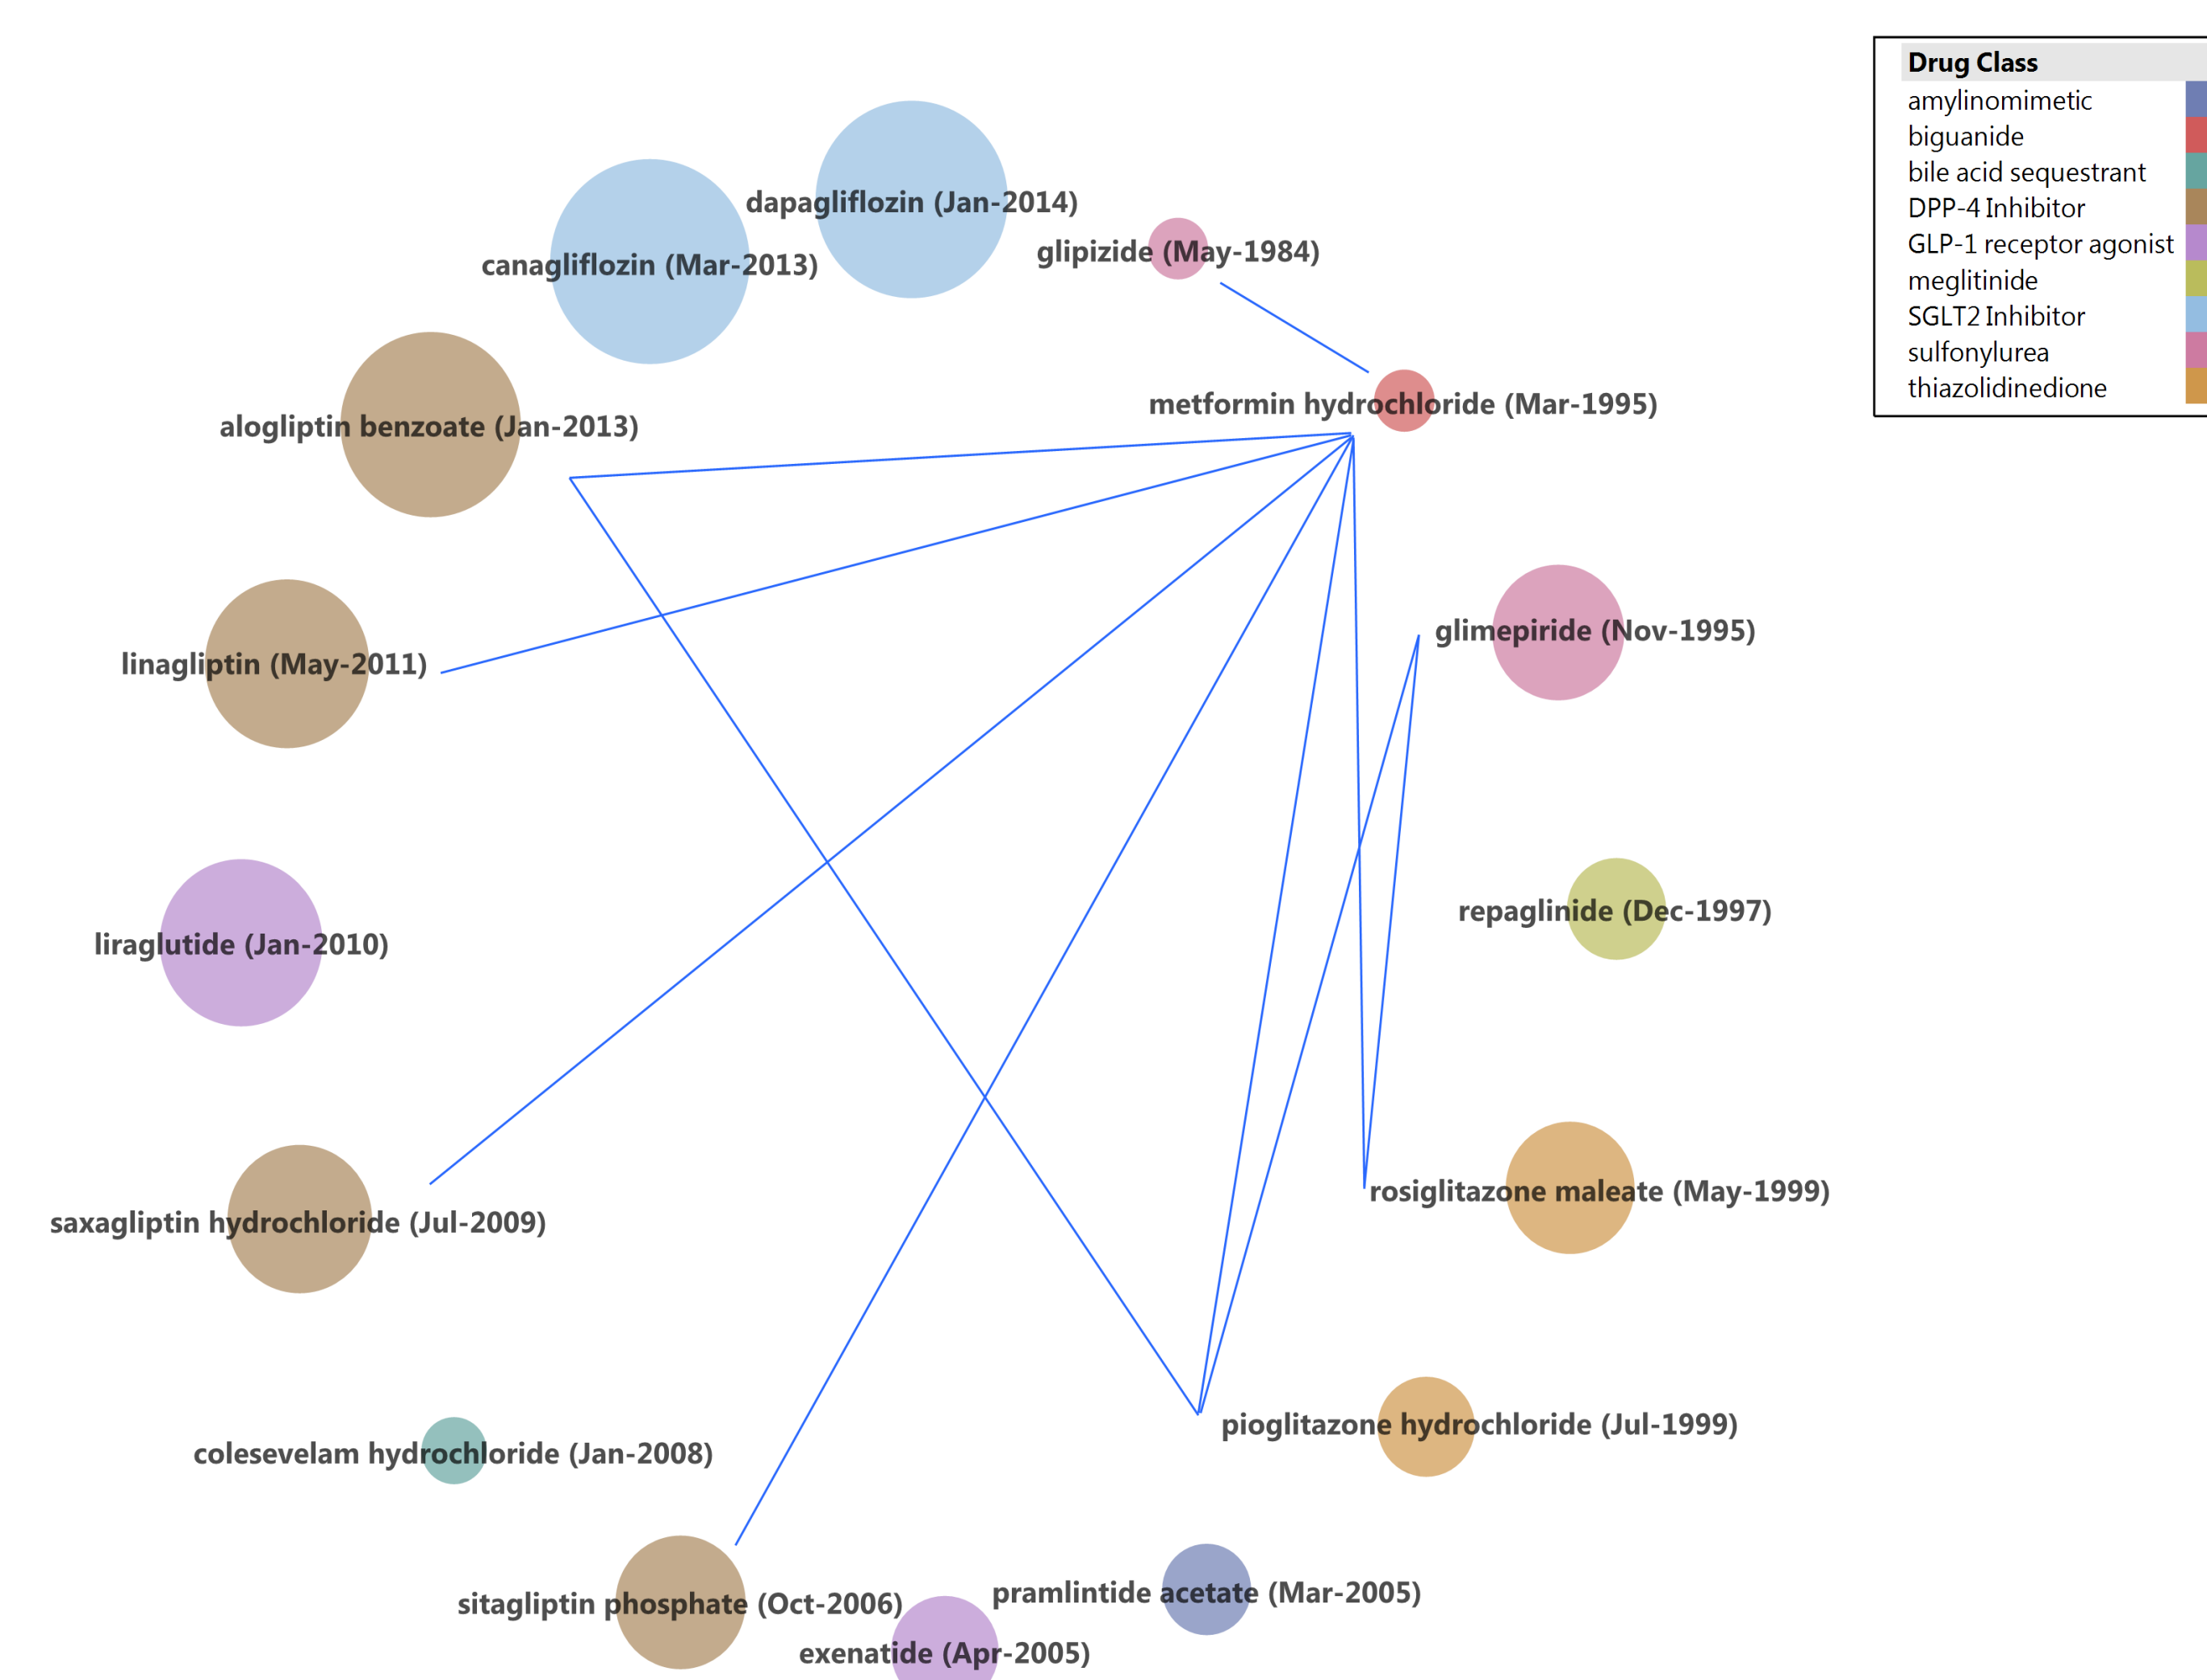 Drug Class
amylinomimetic
biguanide
bile acid sequestrant
DPP-4 Inhibitor
GLP-1 receptor agonist
meglitinide
SGLT2 Inhibitor
sulfonylurea
thiazolidinedione
dapagliflozin (Jan-2014)
glipizide (May-1984)
canagliflozin (Mar-2013)
metformin hydrochloride (Mar-1995)
alogliptin benzoate (Jan-2013)
glimepiride (Nov-1995)
linagliptin (May-2011)
repaglinide (Dec-1997)
liraglutide (Jan-2010)
rosiglitazone maleate (May-1999)
saxagliptin hydrochloride (Jul-2009)
pioglitazone hydrochloride (Jul-1999)
colesevelam hydrochloride (Jan-2008)
pramlintide acetate (Mar-2005)
sitagliptin phosphate (Oct-2006)
exenatide (Apr-2005)